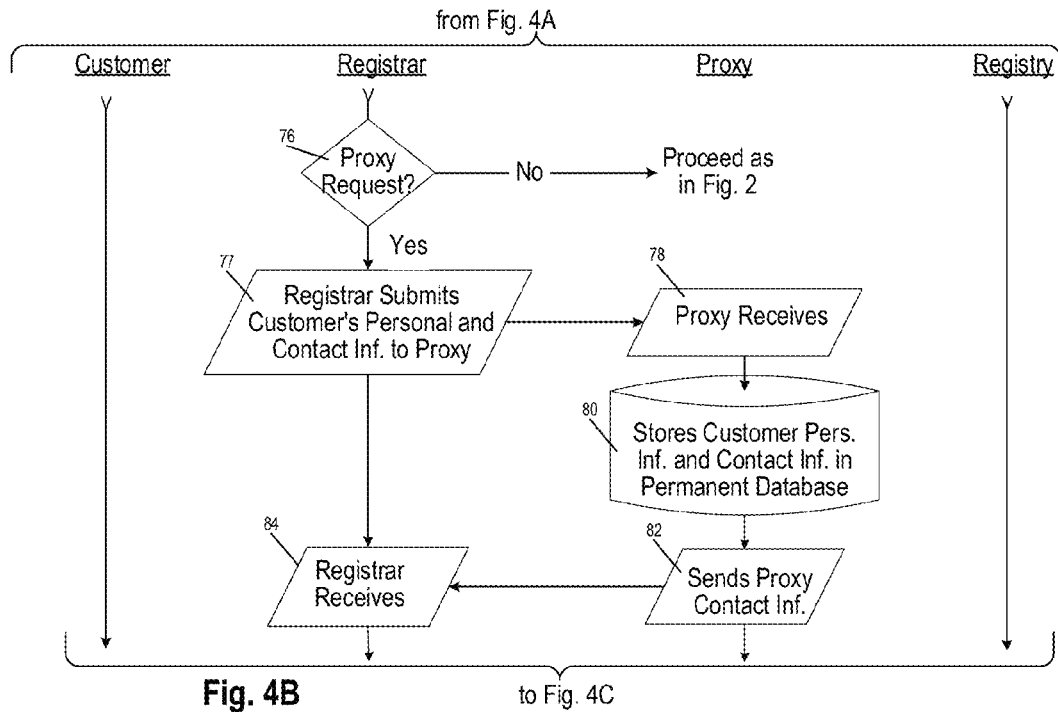 from Fig. 4A
Customer
Registrar
Proxy
Registry
76
Proxy
Request?
No
Proceed as
in Fig. 2
Yes
77
Registrar Submits
Customer's Personal and
Contact Inf. to Proxy
78
Proxy Receives
80
Stores Customer Pers.
Inf. and Contact Inf. in
Permanent Database
84
Registrar
Receives
82
Sends Proxy
Contact Inf.
Fig. 4B
to Fig. 4C